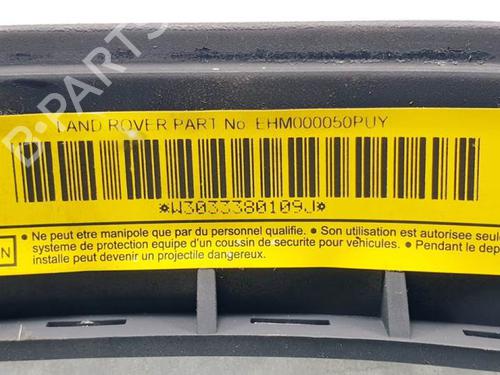 LAND ROVER PART No EHM000050PUY
*W3033380109J*
• Ne peut etre manipole que par du personnel qualifie. • Son utilisation est autorisee seule
systeme de protection equipe d'un coussin de securite pour vehicules. • Pendant le dep
installe peut devenir un projectile dangereux.
B-PARTS